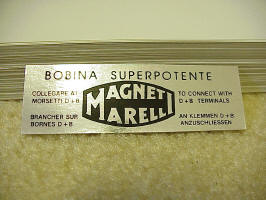 BOBINA SUPERPOTENTE
COLLEGARE AI
MORSETTI D + B
MAGNETI
MARELLI
TO CONNECT WITH
D + B TERMINALS
BRANCHER SUR
BORNES D + B
AN KLEMMEN D + B
ANZUSCHLIESSEN